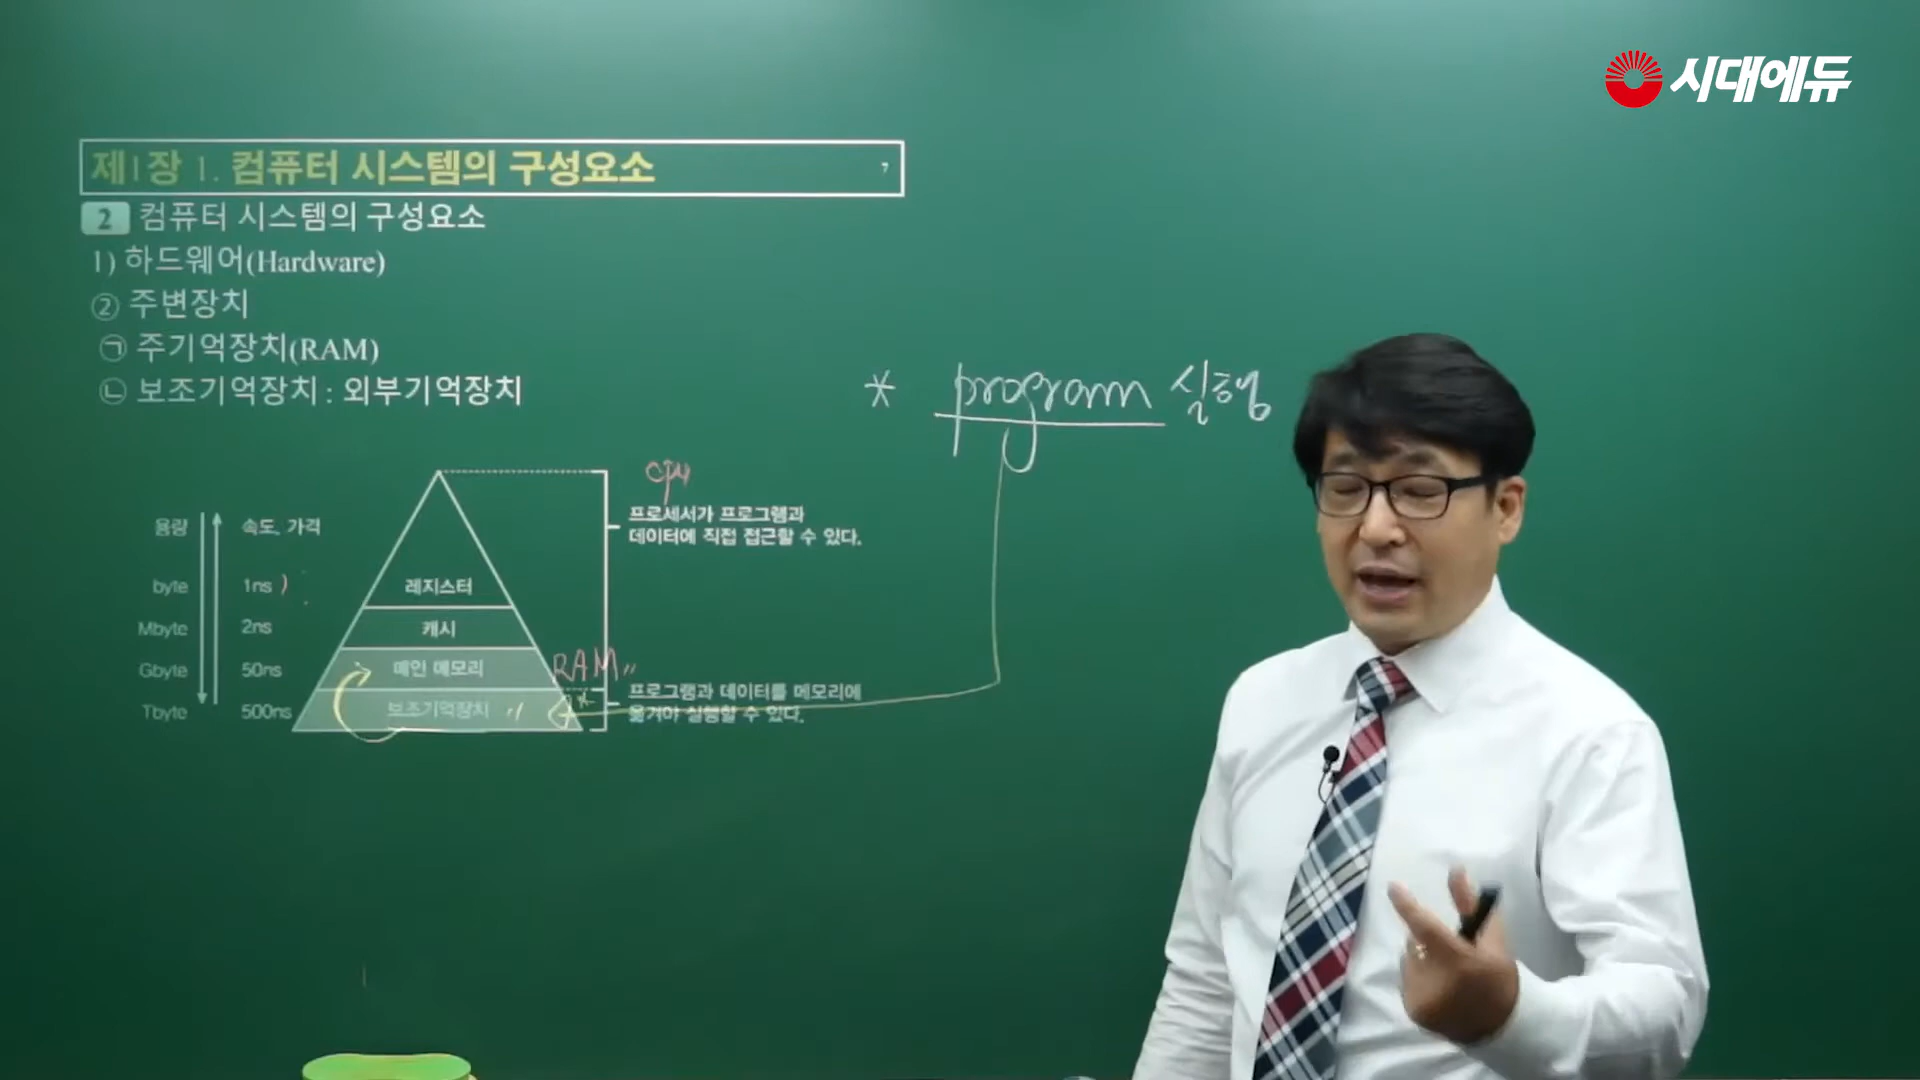 시대에듀
제1장 1. 컴퓨터 시스템의 구성요소
2 컴퓨터 시스템의 구성요소
1) 하드웨어(Hardware)
② 주변장치
㉠ 주기억장치(RAM)
㉡ 보조기억장치 : 외부기억장치
* program 실행
cpu
프로세서가 프로그램과
데이터에 직접 접근할 수 있다.
용량 속도, 가격
byte 1ns 레지스터
Mbyte 2ns 캐시
Gbyte 50ns 메인 메모리 RAM
Tbyte 500ns 보조기억장치
프로그램과 데이터를 메모리에
옮겨야 실행할 수 있다.